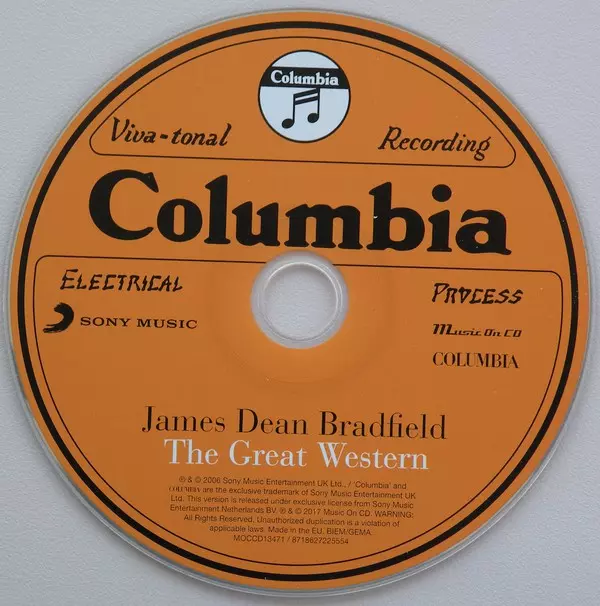 Columbia
Viva-tonal Recording
Columbia
ELECTRICAL PROCESS
SONY MUSIC Music On CD
COLUMBIA
James Dean Bradfield
The Great Western
℗ & © 2006 Sony Music Entertainment UK Ltd., / 'Columbia' and
COLUMBIA are the exclusive trademark of Sony Music Entertainment UK
Ltd. This version is released under exclusive license from Sony Music
Entertainment Netherlands BV. ℗ & © 2017 Music On CD. WARNING:
All Rights Reserved. Unauthorized duplication is a violation of
applicable laws. Made in the EU. BIEM/GEMA
MOCCD13471 / 8718627225554